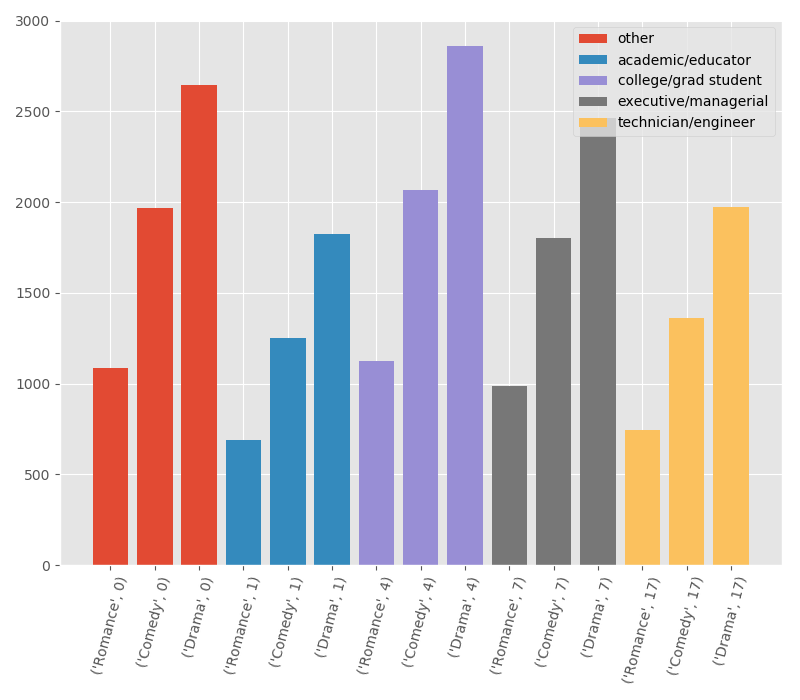 3000
2500
2000
1500
1000
500
0
other
academic/educator
college/grad student
executive/managerial
technician/engineer
('Romance', 0)
('Comedy', 0)
('Drama', 0)
('Romance', 1)
('Comedy', 1)
('Drama', 1)
('Romance', 4)
('Comedy', 4)
('Drama', 4)
('Romance', 7)
('Comedy', 7)
('Drama', 7)
('Romance', 17)
('Comedy', 17)
('Drama', 17)